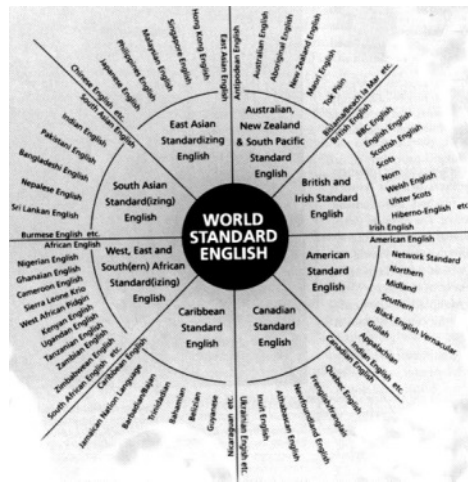 WORLD
STANDARD
ENGLISH
East Asian
Standardizing
English
Australian,
New Zealand
& South Pacific
Standard
English
British and
Irish Standard
English
American
Standard
English
Canadian
Standard
English
Caribbean
Standard
English
West, East and
South(ern) African
Standard(izing)
English
South Asian
Standard(izing)
English
Antipodean English
Australian English
Aboriginal English
New Zealand English
Maori English
Tok Pisin
Bislama/Beach la Mar etc.
British English
BBC English
English English
Scottish English
Scots
Norn
Welsh English
Ulster Scots
Hiberno-English etc.
Irish English
American English
Network Standard
Northern
Midland
Southern
Black English Vernacular
Gullah
Appalachian
Indian English etc.
Canadian English
Quebec English
Frenglish/franglais
Newfoundland English
Athabascan English
Inuit English
Ukrainian English etc.
Nicaraguan etc.
Guyanese
Belizian
Bahamian
Trinidadian
Barbadian/Bajan
Jamaican Nation Language
Caribbean English
South African English etc.
Zimbabwean English
Zambian English
Tanzanian English
Ugandan English
Kenyan English
West African Pidgin
Sierra Leone Krio
Cameroon English
Ghanaian English
Nigerian English
African English
Burmese English etc.
Sri Lankan English
Nepalese English
Bangladeshi English
Pakistani English
Indian English
South Asian English
Chinese English etc.
Japanese English
Philippines English
Malaysian English
Singapore English
Hong Kong English
East Asian English